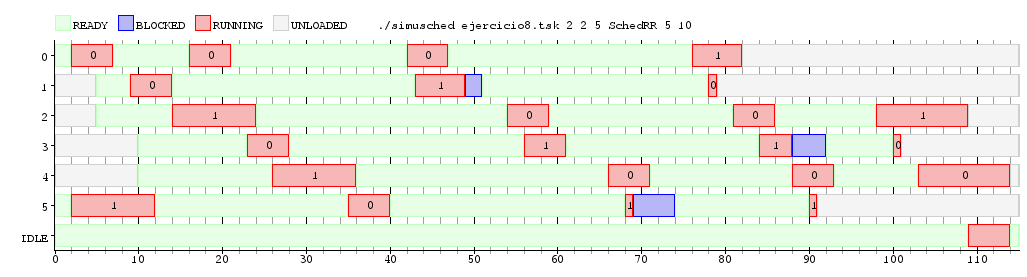 READY BLOCKED RUNNING UNLOADED ./simusched ejercicio8.tsk 2 2 5 SchedRR 5 10
0 0 0 0 1
1 0 1 0
2 1 0 0 1
3 0 1 1 0
4 1 0 0 0
5 1 0 1 1
IDLE
0 10 20 30 40 50 60 70 80 90 100 110